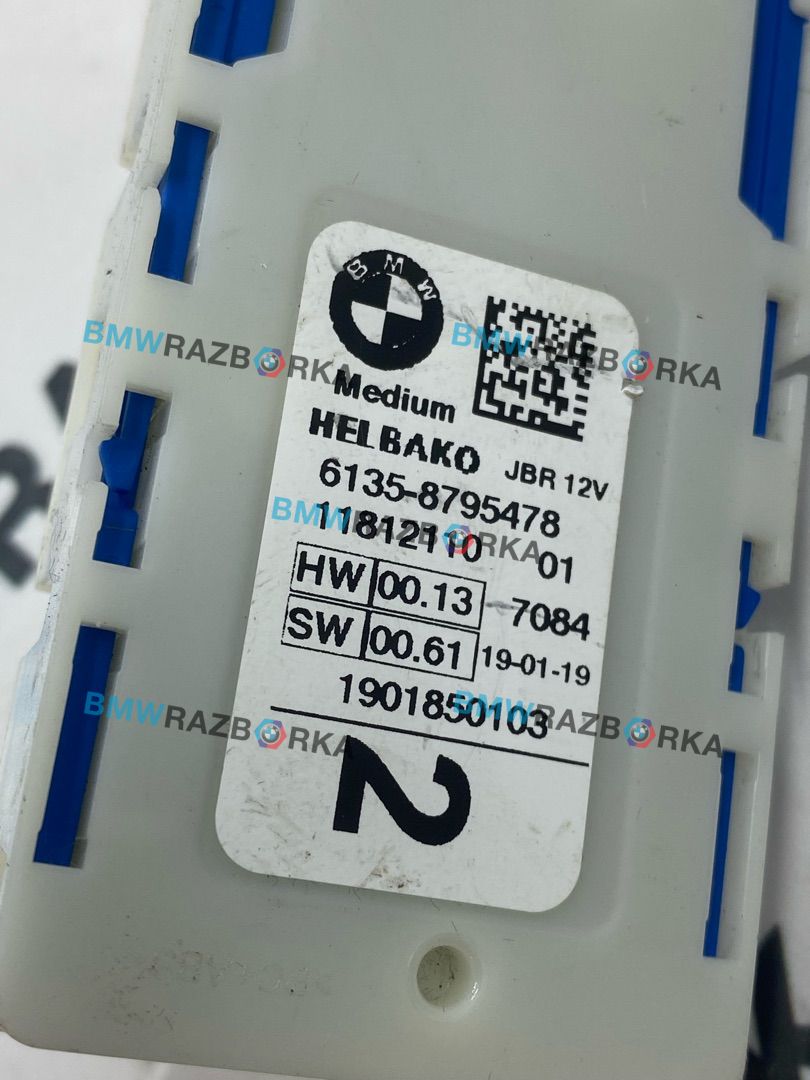 BMW
Medium
HELBAKO JBR 12V
6135-8795478
11812110 01
HW 00.13 -7084
SW 00.61 19-01-19
1901850103
2
BMWRAZBORKA
BMWRAZBORKA
BMWRAZBORKA
BMWRAZBORKA
BMWRAZBORKA